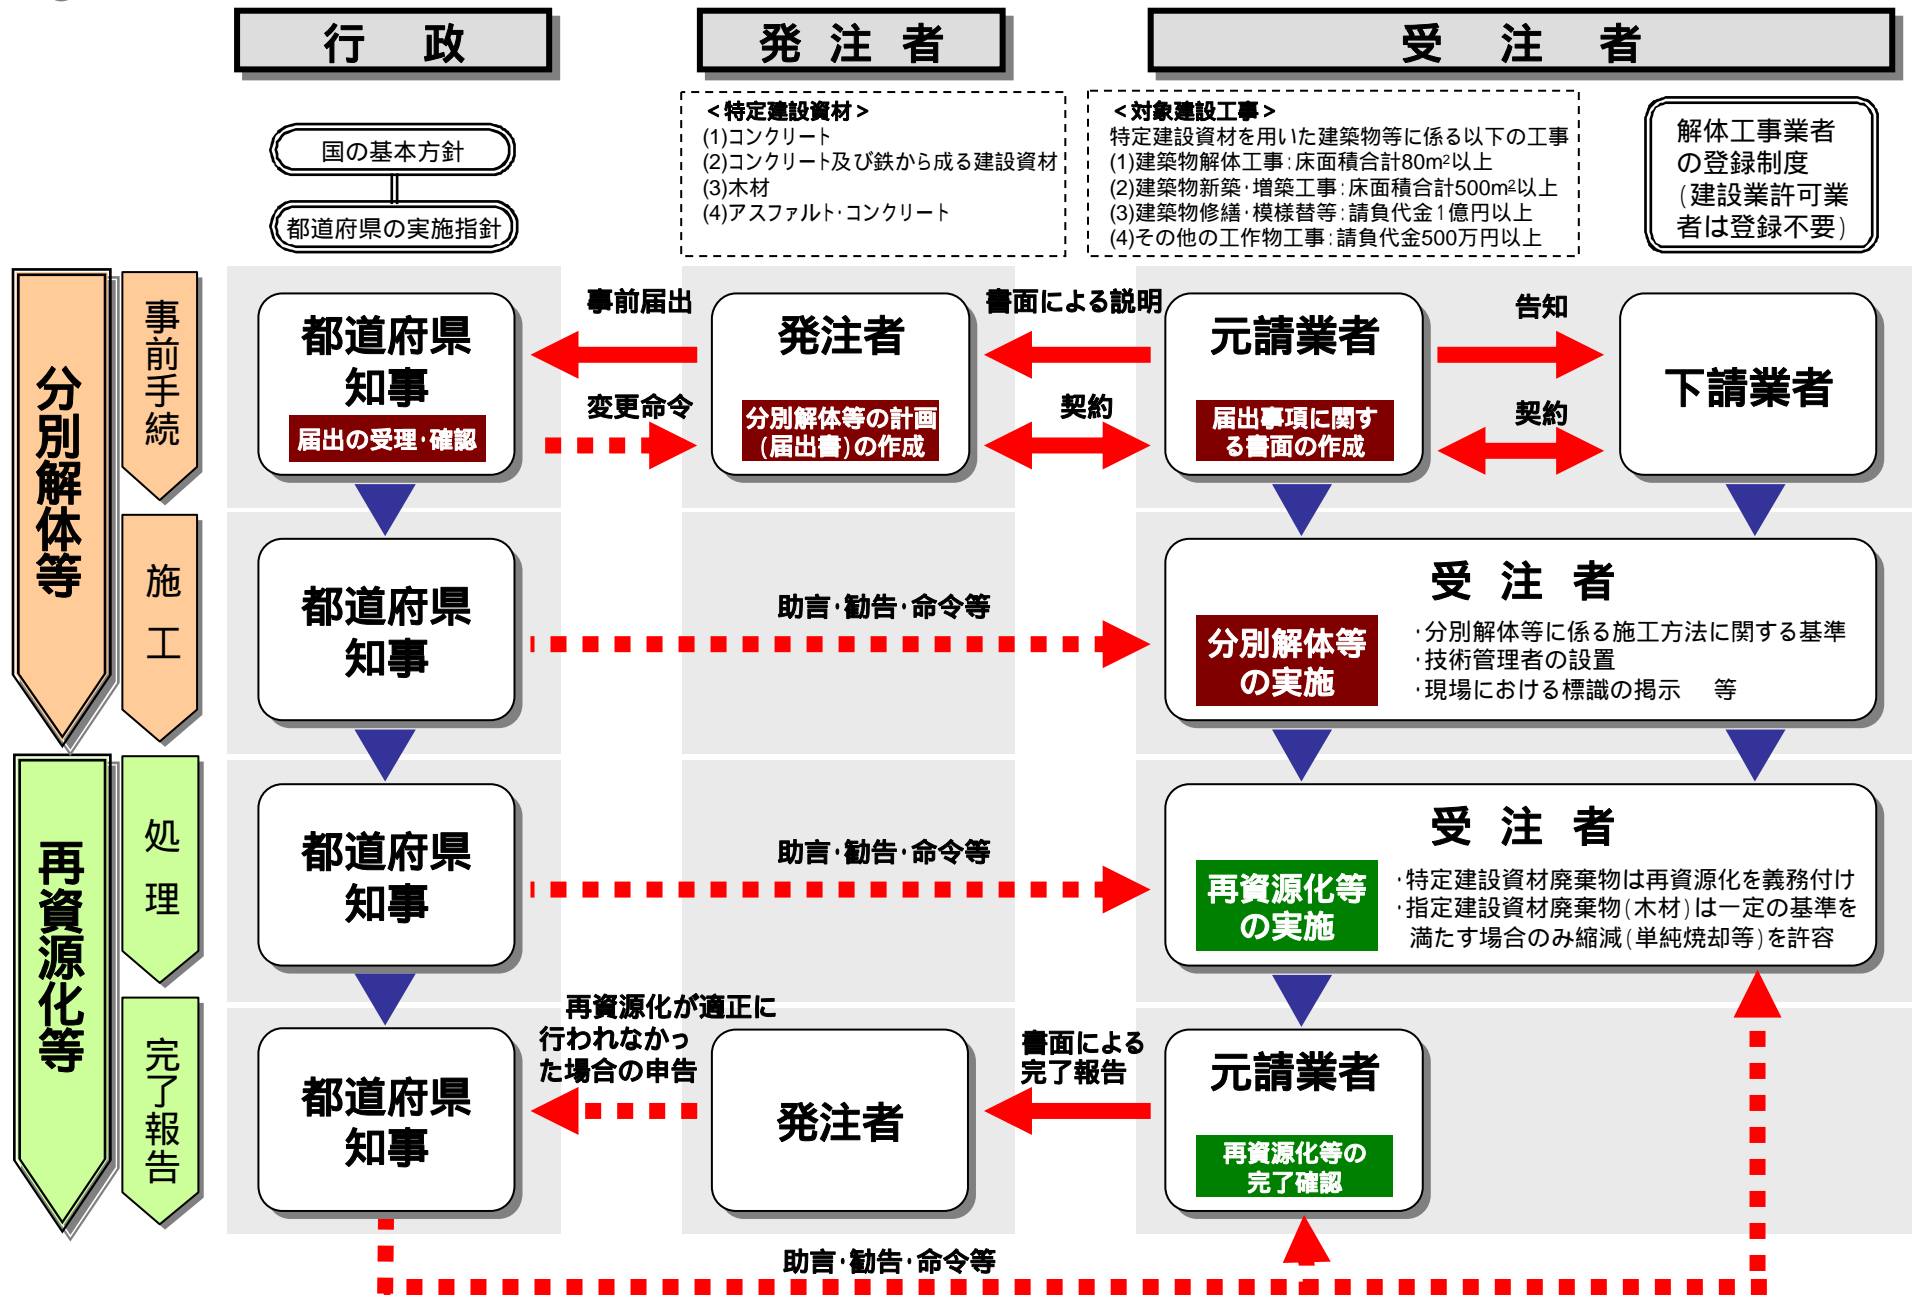 行　政
発 注 者
受　注　者
国の基本方針
都道府県の実施指針
＜特定建設資材＞
(1)コンクリート
(2)コンクリート及び鉄から成る建設資材
(3)木材
(4)アスファルト・コンクリート
＜対象建設工事＞
特定建設資材を用いた建築物等に係る以下の工事
(1)建築物解体工事：床面積合計80m²以上
(2)建築物新築・増築工事：床面積合計500m²以上
(3)建築物修繕・模様替等：請負代金1億円以上
(4)その他の工作物工事：請負代金500万円以上
解体工事業者
の登録制度
（建設業許可業
者は登録不要）
分別解体等
事前手続
都道府県
知事
届出の受理・確認
事前届出
変更命令
発注者
分別解体等の計画
（届出書）の作成
書面による説明
契約
元請業者
届出事項に関す
る書面の作成
告知
契約
下請業者
施工
都道府県
知事
助言・勧告・命令等
受 注 者
分別解体等
の実施
・分別解体等に係る施工方法に関する基準
・技術管理者の設置
・現場における標識の掲示　等
再資源化等
処理
都道府県
知事
助言・勧告・命令等
受 注 者
再資源化等
の実施
・特定建設資材廃棄物は再資源化を義務付け
・指定建設資材廃棄物（木材）は一定の基準を
満たす場合のみ縮減（単純焼却等）を許容
完了報告
都道府県
知事
再資源化が適正に
行われなかっ
た場合の申告
発注者
書面による
完了報告
元請業者
再資源化等の
完了確認
助言・勧告・命令等